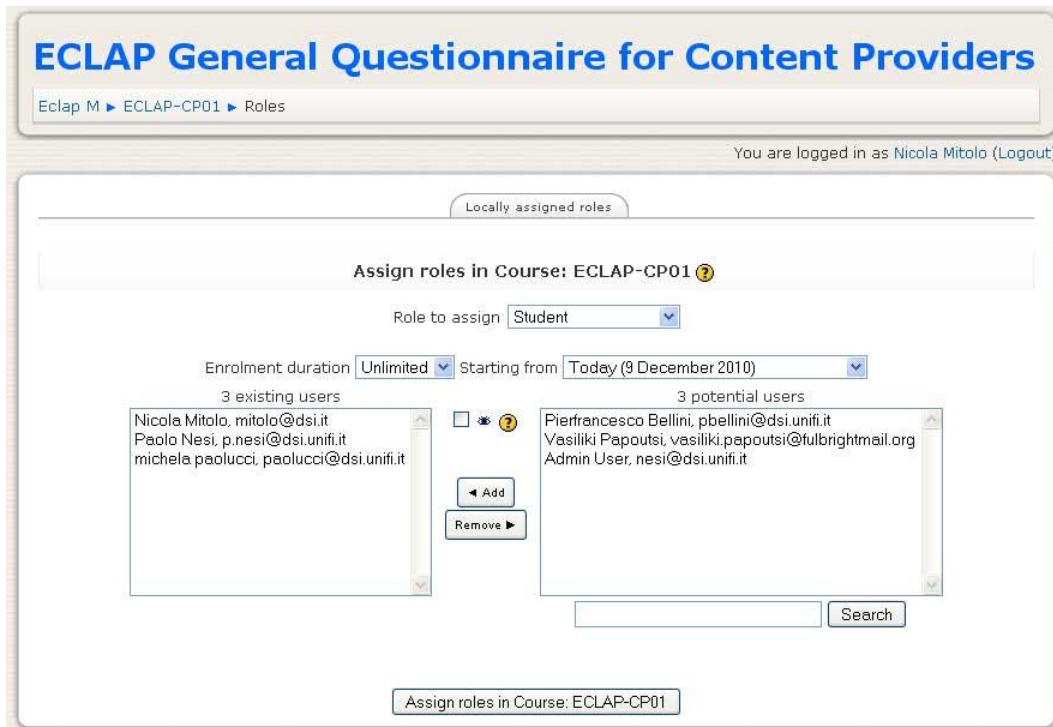 ECLAP General Questionnaire for Content Providers
Eclap M ► ECLAP-CP01 ► Roles
You are logged in as Nicola Mitolo (Logout)
Locally assigned roles
Assign roles in Course: ECLAP-CP01 ?
Role to assign Student
Enrolment duration Unlimited Starting from Today (9 December 2010)
3 existing users
Nicola Mitolo, mitolo@dsi.it
Paolo Nesi, p.nesi@dsi.unifi.it
michela paolucci, paolucci@dsi.unifi.it
?
◄ Add
Remove ►
3 potential users
Pierfrancesco Bellini, pbellini@dsi.unifi.it
Vasiliki Papoutsi, vasiliki.papoutsi@fulbrightmail.org
Admin User, nesi@dsi.unifi.it
Search
Assign roles in Course: ECLAP-CP01